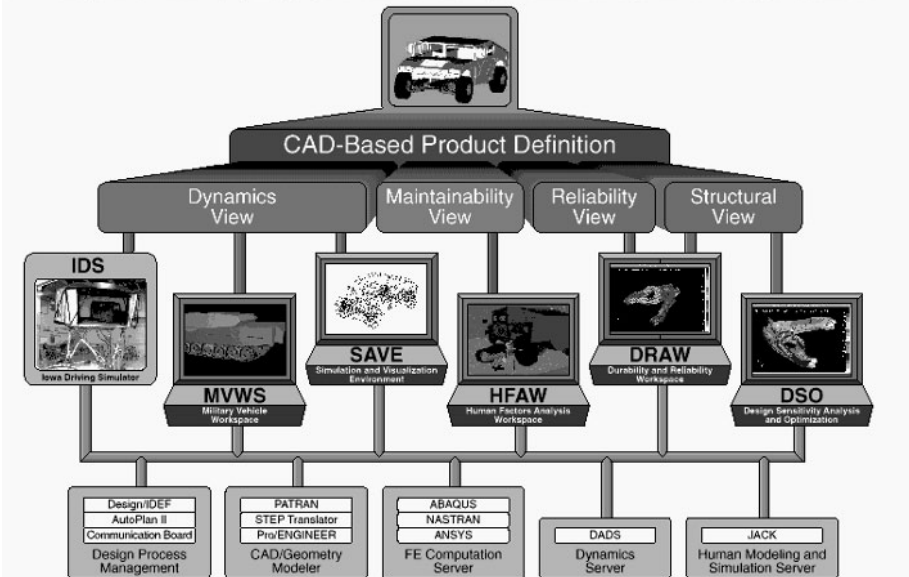 CAD-Based Product Definition
Dynamics
View
Maintainability
View
Reliability
View
Structural
View
IDS
Iowa Driving Simulator
MVWS
Military Vehicle
Workspace
SAVE
Simulation and Visualization
Environment
HFAW
Human Factors Analysis
Workspace
DRAW
Durability and Reliability
Workspace
DSO
Design Sensitivity Analysis
and Optimization
Design/IDEF
AutoPlan II
Communication Board
Design Process
Management
PATRAN
STEP Translator
Pro/ENGINEER
CAD/Geometry
Modeler
ABAQUS
NASTRAN
ANSYS
FE Computation
Server
DADS
Dynamics
Server
JACK
Human Modeling and
Simulation Server